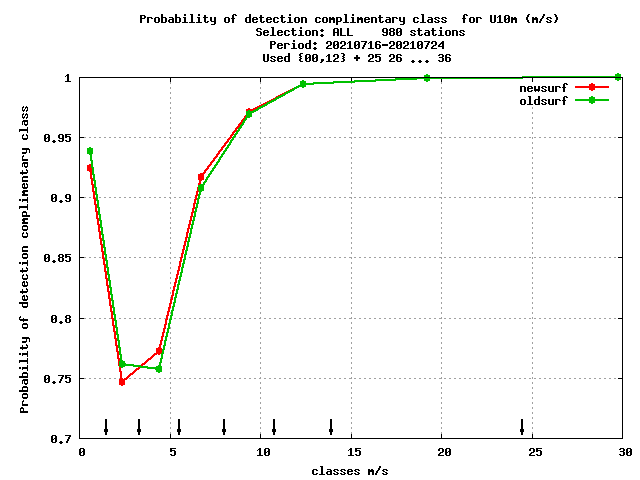 Probability of detection complimentary class  for U10m (m/s)
Selection: ALL    980 stations
Period: 20210716-20210724
Used {00,12} + 25 26 ... 36
newsurf
oldsurf
Probability of detection complimentary class
1
0.95
0.9
0.85
0.8
0.75
0.7
0 5 10 15 20 25 30
classes m/s